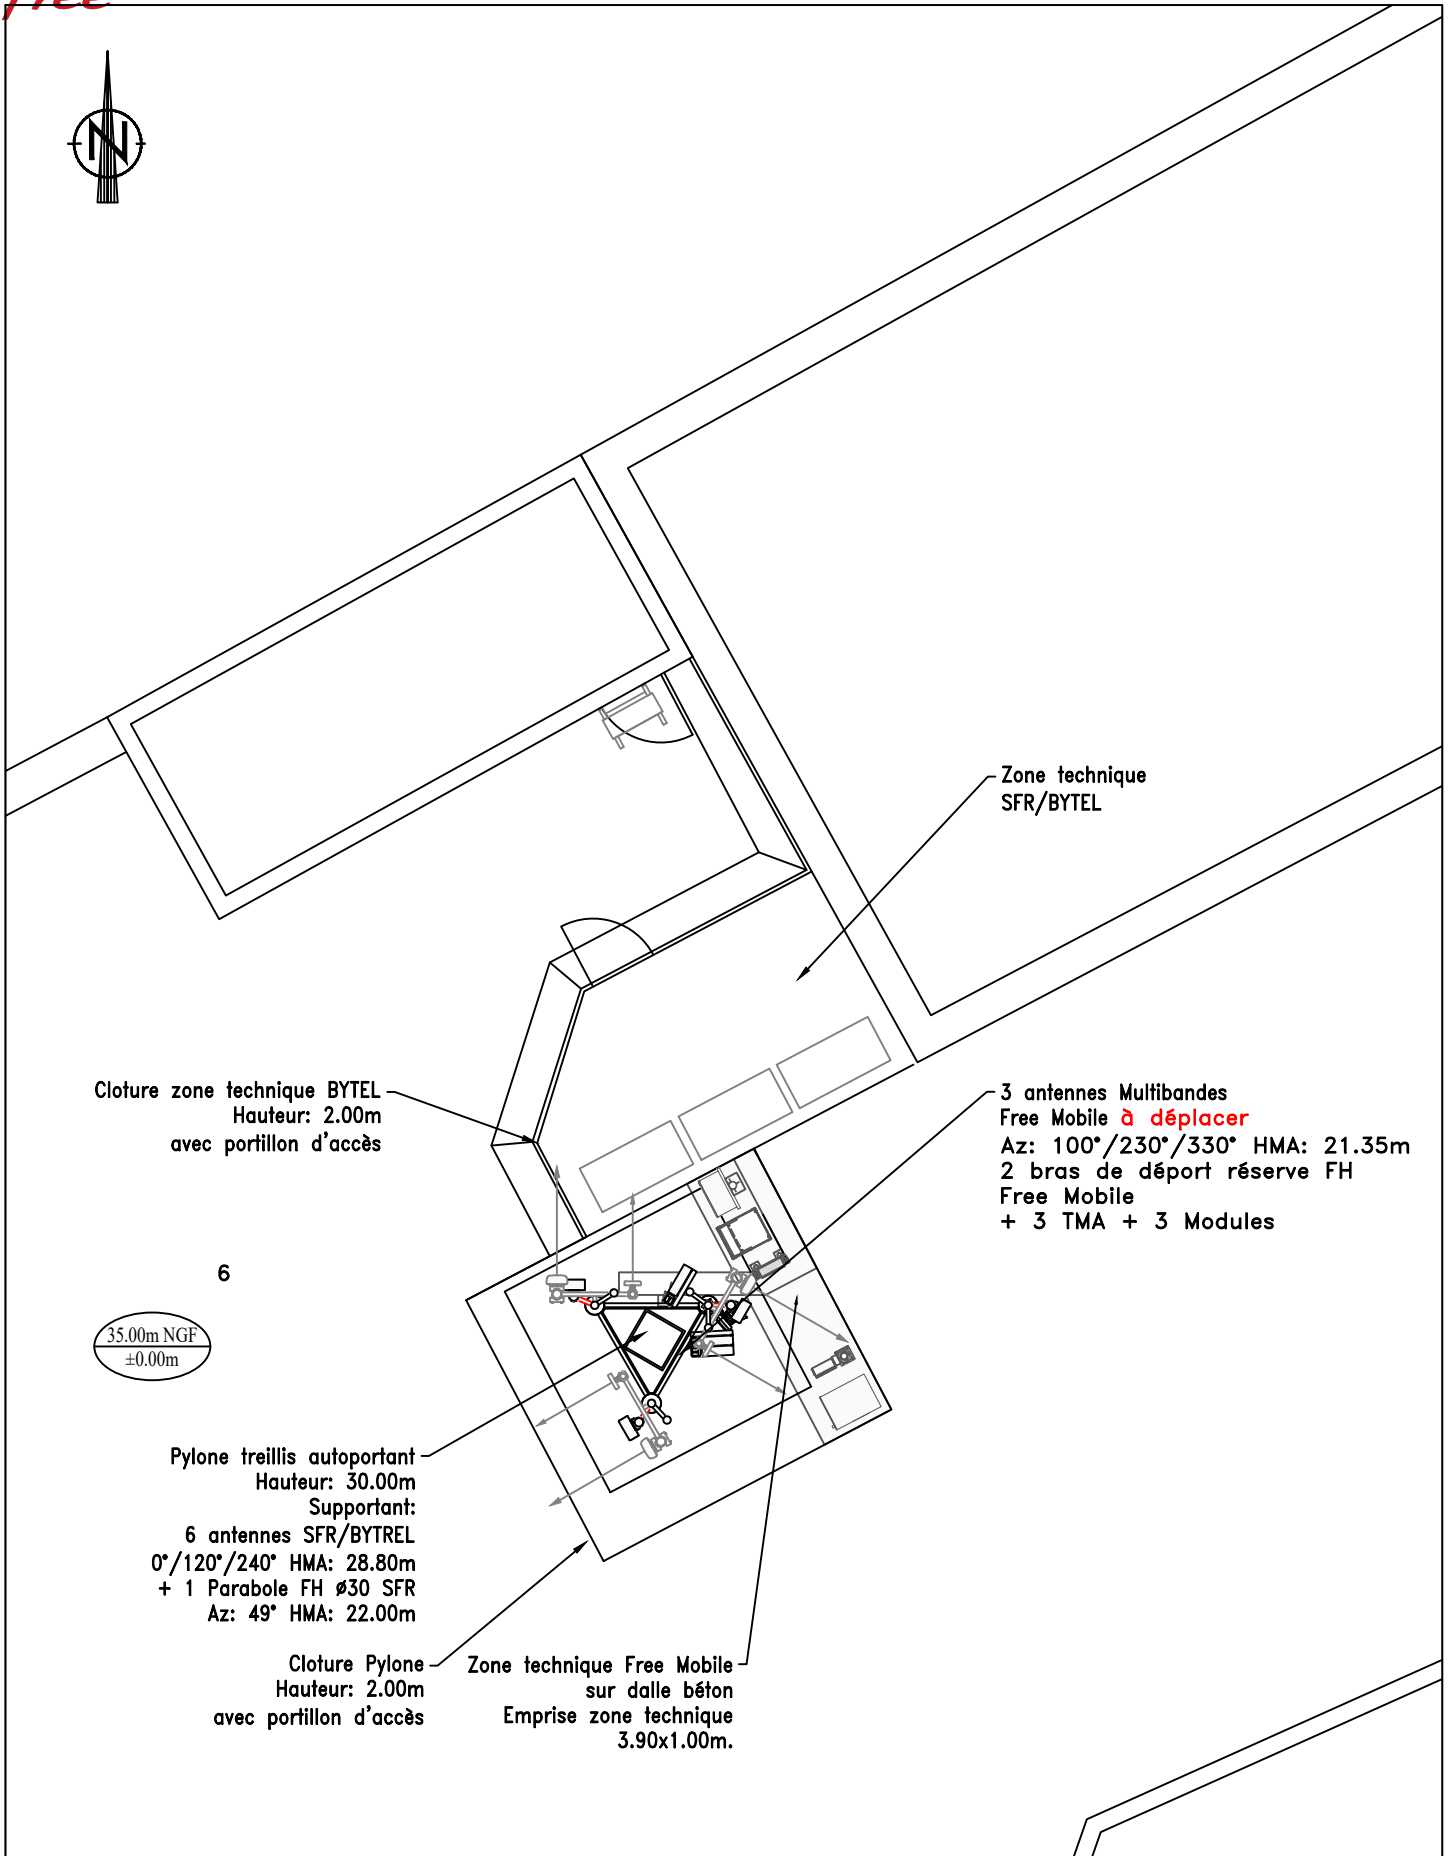 free
N
Zone technique
SFR/BYTEL
Cloture zone technique BYTEL
Hauteur: 2.00m
avec portillon d'accès
3 antennes Multibandes
Free Mobile à déplacer
Az: 100°/230°/330° HMA: 21.35m
2 bras de déport réserve FH
Free Mobile
+ 3 TMA + 3 Modules
6
35.00m NGF
±0.00m
Pylone treillis autoportant
Hauteur: 30.00m
Supportant:
6 antennes SFR/BYTREL
0°/120°/240° HMA: 28.80m
+ 1 Parabole FH ø30 SFR
Az: 49° HMA: 22.00m
Cloture Pylone
Hauteur: 2.00m
avec portillon d'accès
Zone technique Free Mobile
sur dalle béton
Emprise zone technique
3.90x1.00m.